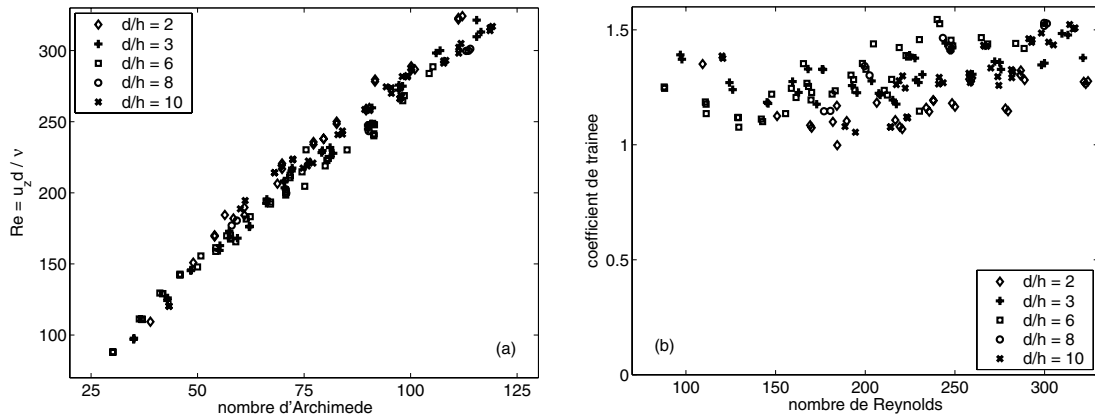 d/h = 2
d/h = 3
d/h = 6
d/h = 8
d/h = 10
Re = u_z d / ν
300
250
200
150
100
25
50
75
100
125
nombre d'Archimede
(a)
coefficient de trainee
1.5
1
0.5
0
100
150
200
250
300
nombre de Reynolds
(b)
d/h = 2
d/h = 3
d/h = 6
d/h = 8
d/h = 10